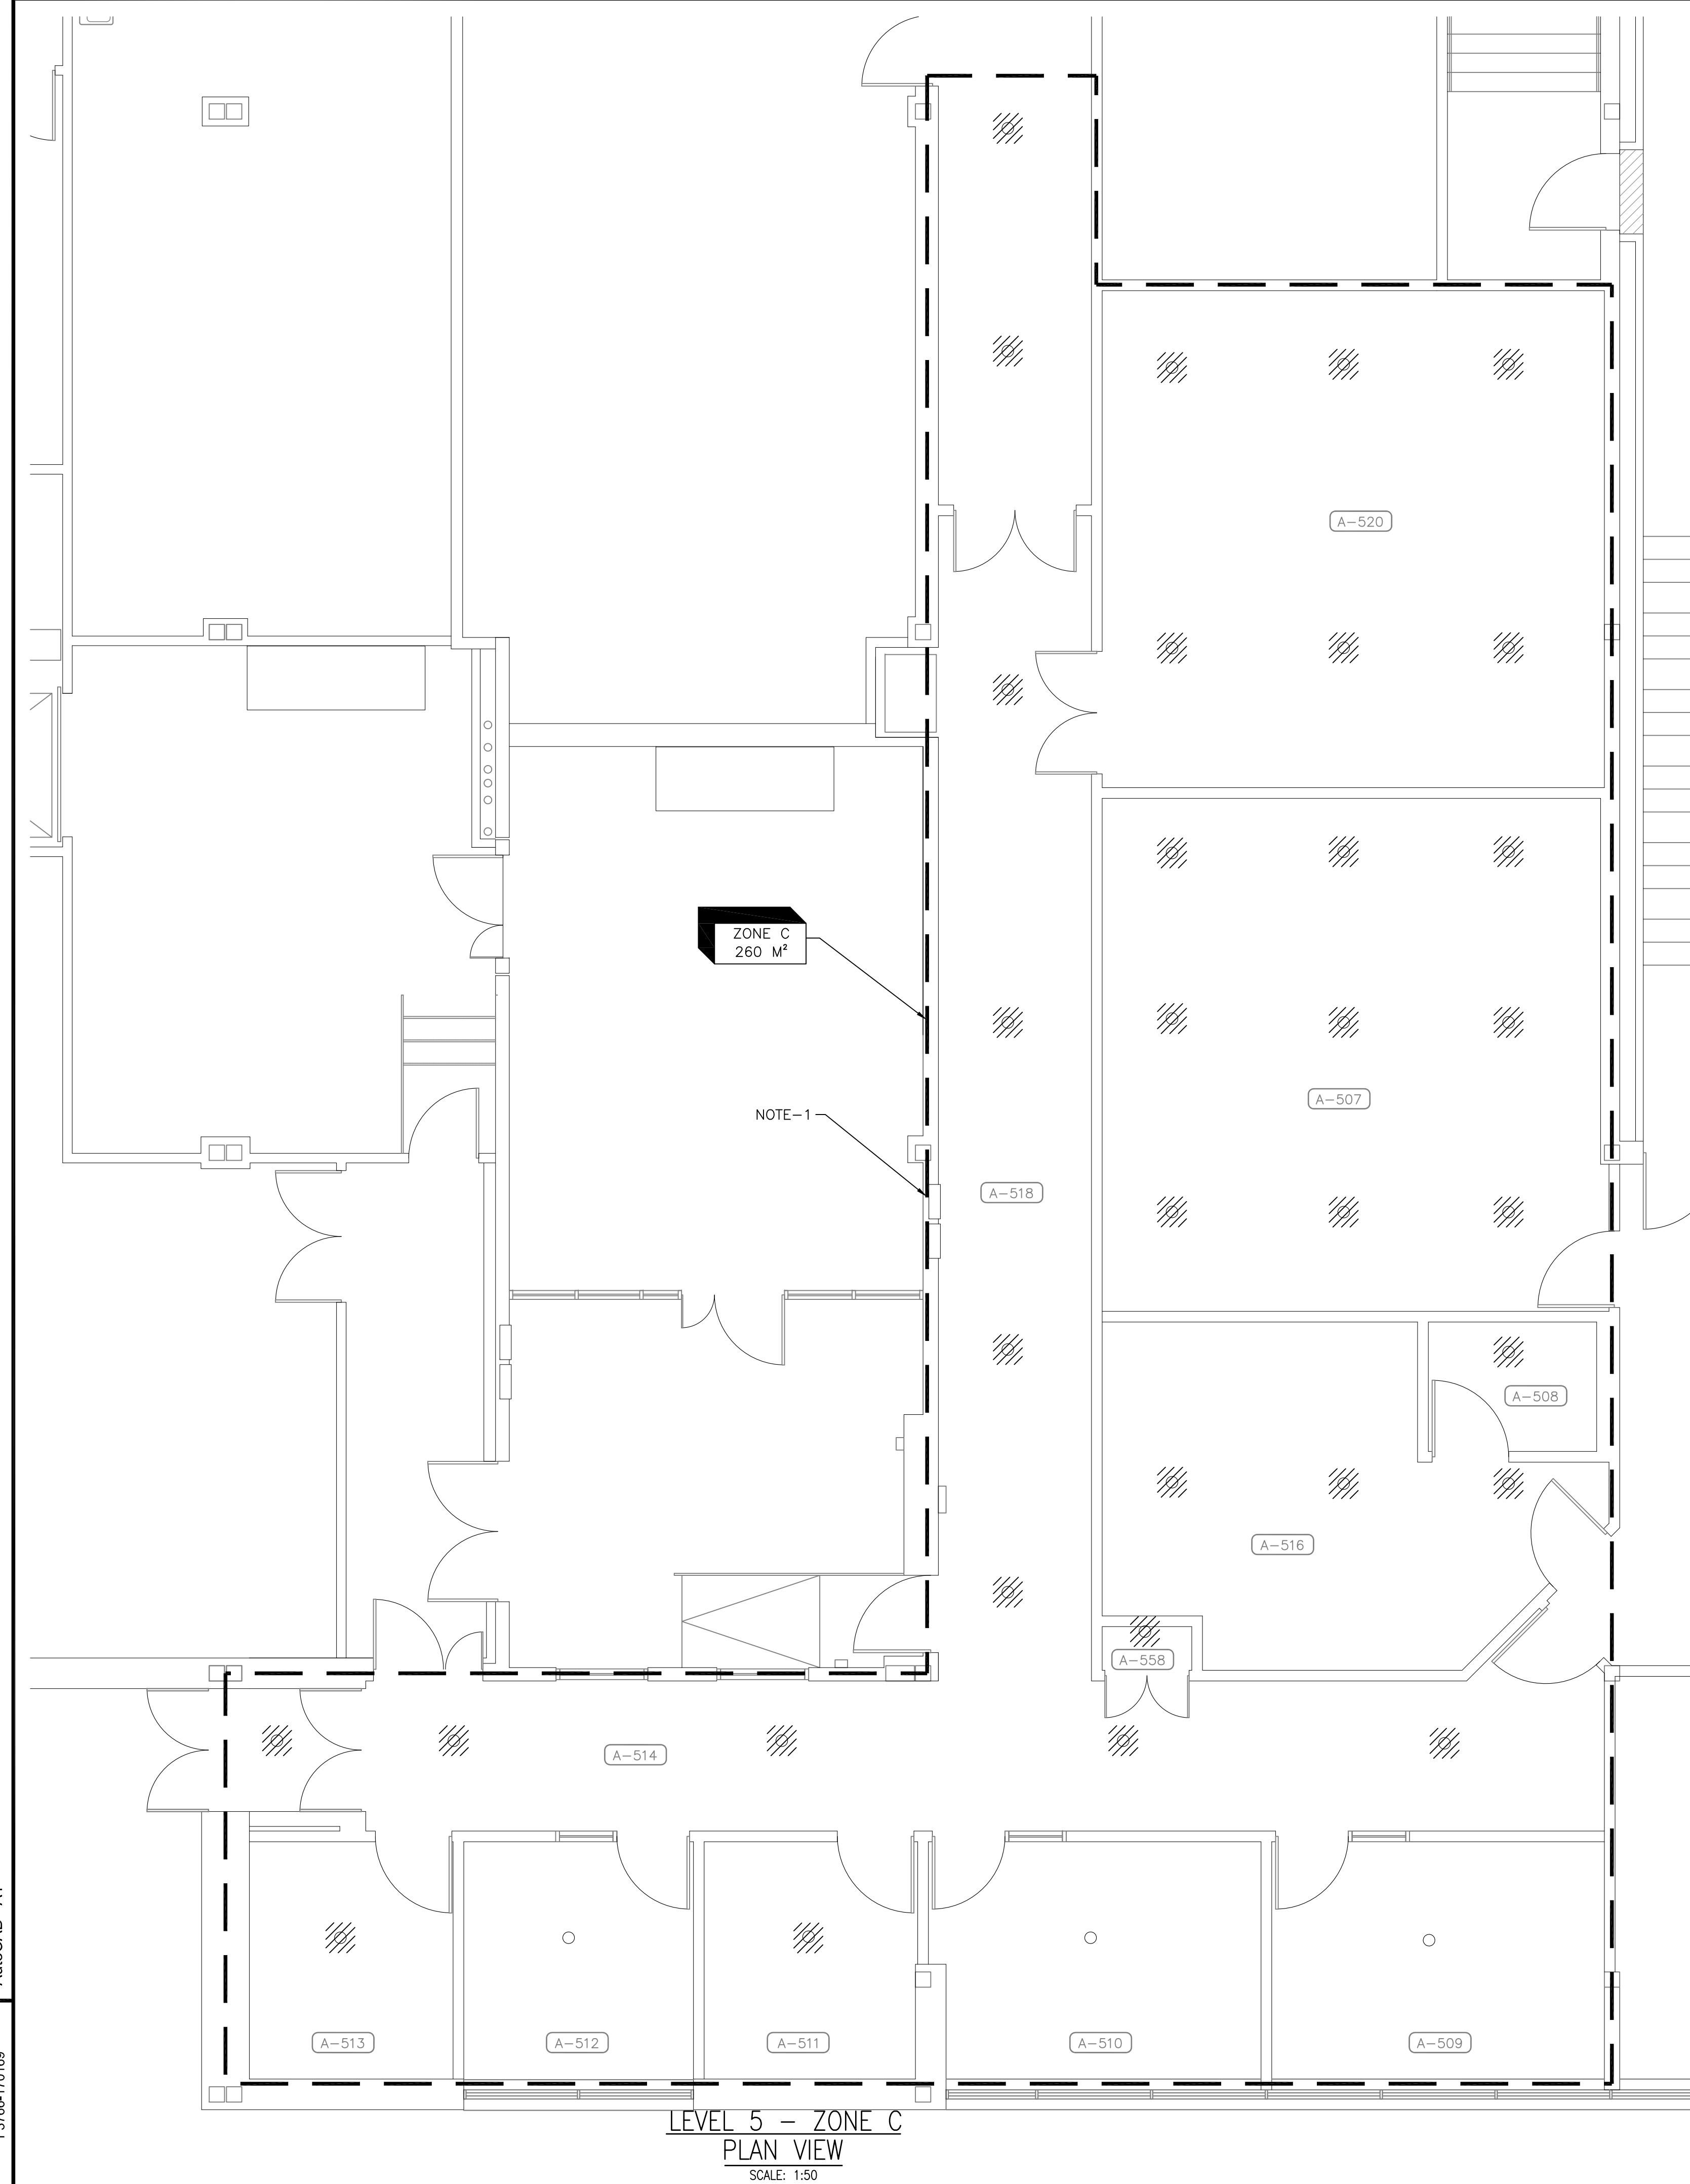 A-520
ZONE C
260 M²
A-507
NOTE-1
A-518
A-508
A-516
A-558
A-514
A-513
A-512
A-511
A-510
A-509
LEVEL 5 - ZONE C
PLAN VIEW
SCALE: 1:50